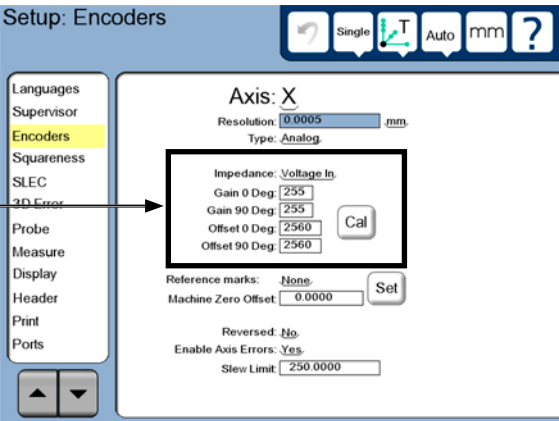 Setup: Encoders
Single T Auto mm ?
Languages
Supervisor
Encoders
Squareness
SLEC
3D Error
Probe
Measure
Display
Header
Print
Ports
Axis: X
Resolution: 0.0005 mm
Type: Analog
Impedance: Voltage In
Gain 0 Deg: 255
Gain 90 Deg: 255
Offset 0 Deg: 2560
Offset 90 Deg: 2560
Cal
Reference marks: None
Machine Zero Offset: 0.0000
Set
Reversed: No
Enable Axis Errors: Yes
Slew Limit: 250.0000